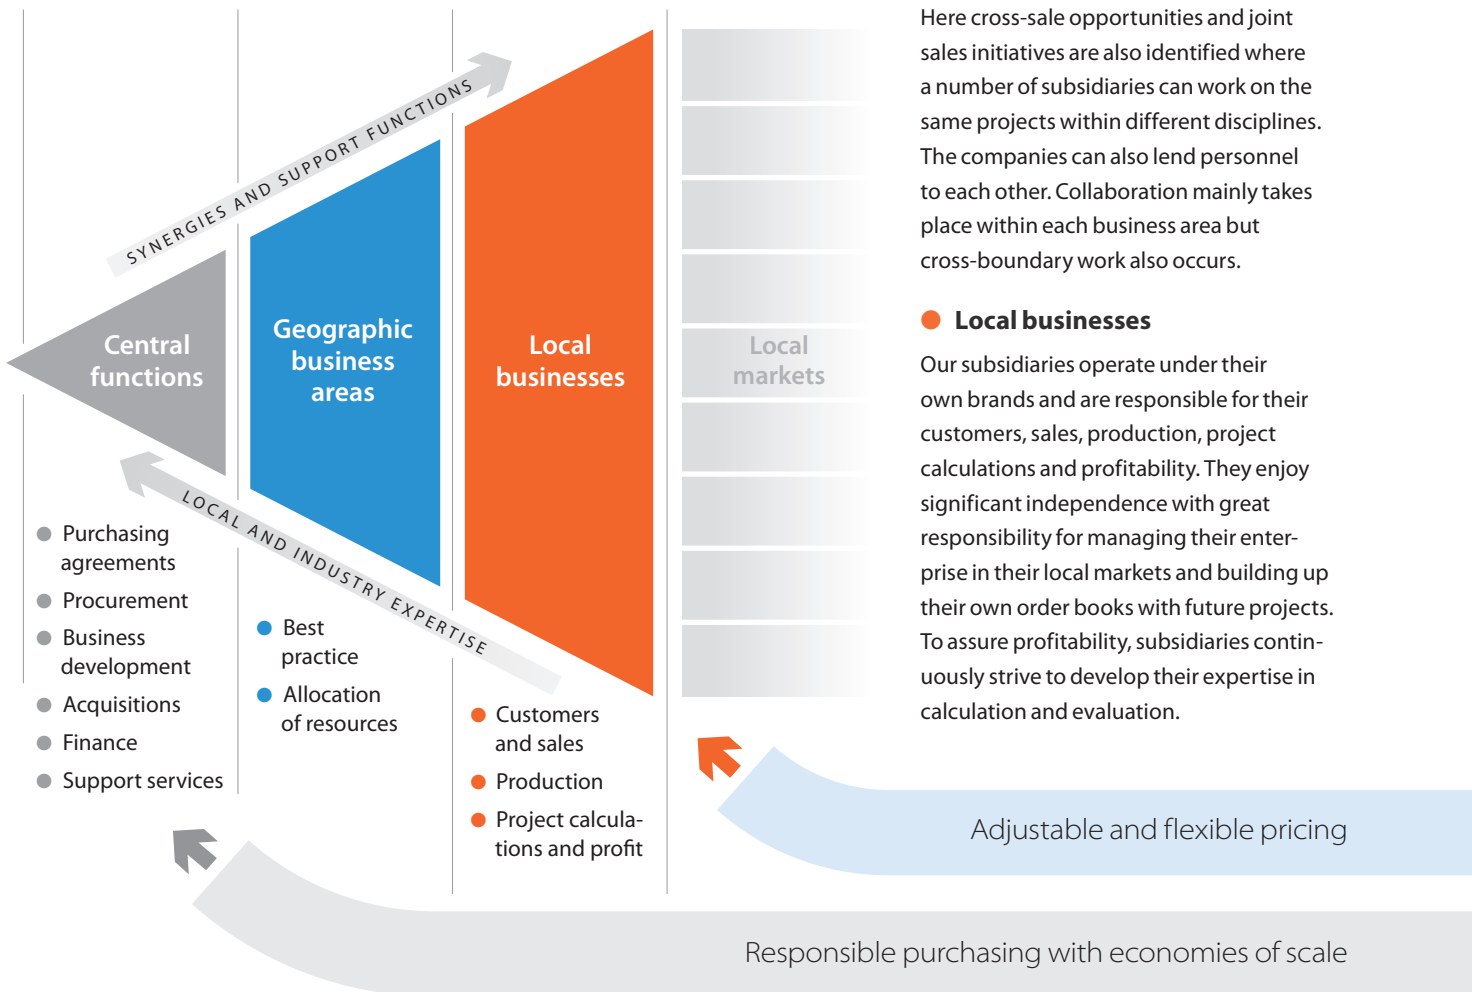 SYNERGIES AND SUPPORT FUNCTIONS
Central
functions
Geographic
business
areas
Local
businesses
Local
markets
LOCAL AND INDUSTRY EXPERTISE
Purchasing
agreements
Procurement
Business
development
Acquisitions
Finance
Support services
Best
practice
Allocation
of resources
Customers
and sales
Production
Project calcula-
tions and profit
Here cross-sale opportunities and joint
sales initiatives are also identified where
a number of subsidiaries can work on the
same projects within different disciplines.
The companies can also lend personnel
to each other. Collaboration mainly takes
place within each business area but
cross-boundary work also occurs.
Local businesses
Our subsidiaries operate under their
own brands and are responsible for their
customers, sales, production, project
calculations and profitability. They enjoy
significant independence with great
responsibility for managing their enter-
prise in their local markets and building up
their own order books with future projects.
To assure profitability, subsidiaries contin-
uously strive to develop their expertise in
calculation and evaluation.
Adjustable and flexible pricing
Responsible purchasing with economies of scale